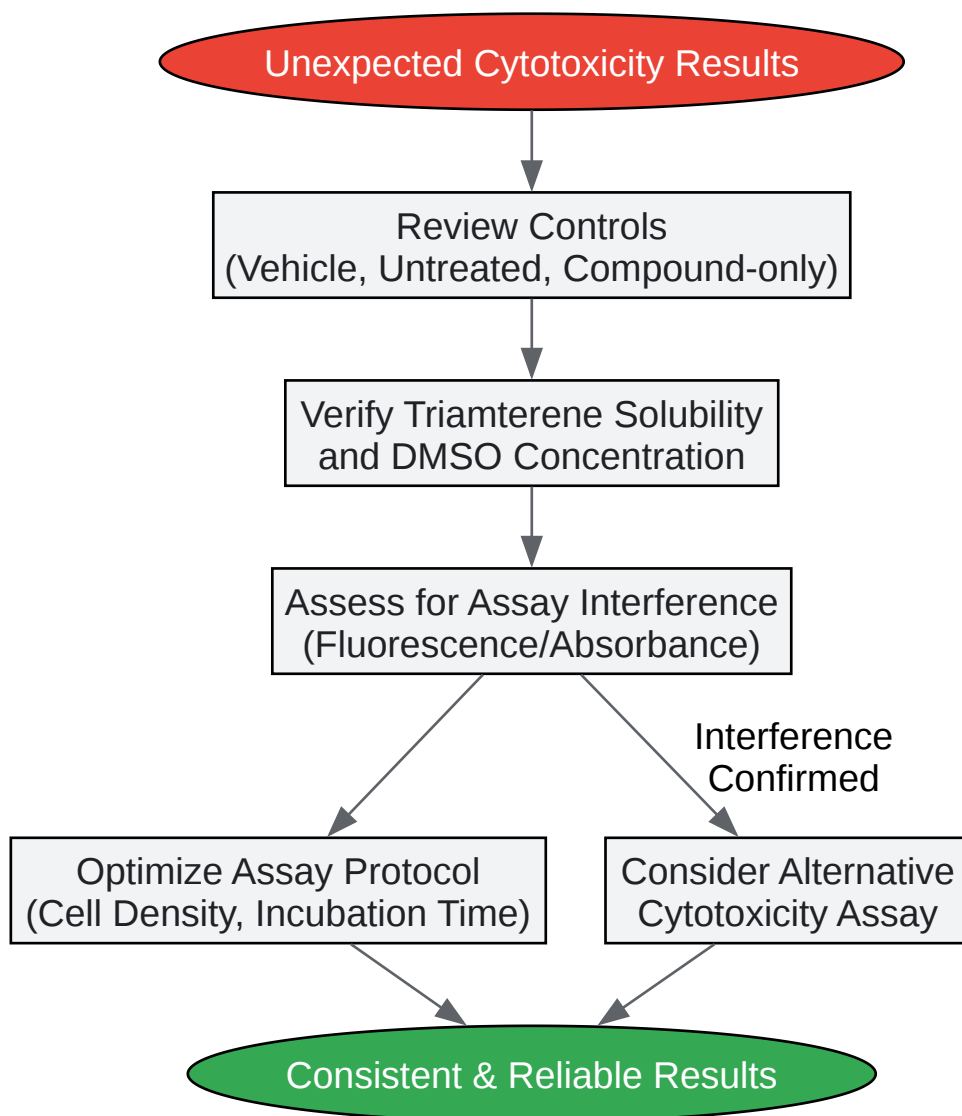 Unexpected Cytotoxicity Results
Review Controls
(Vehicle, Untreated, Compound-only)
Verify Triamterene Solubility
and DMSO Concentration
Assess for Assay Interference
(Fluorescence/Absorbance)
Interference
Confirmed
Optimize Assay Protocol
(Cell Density, Incubation Time)
Consider Alternative
Cytotoxicity Assay
Consistent & Reliable Results